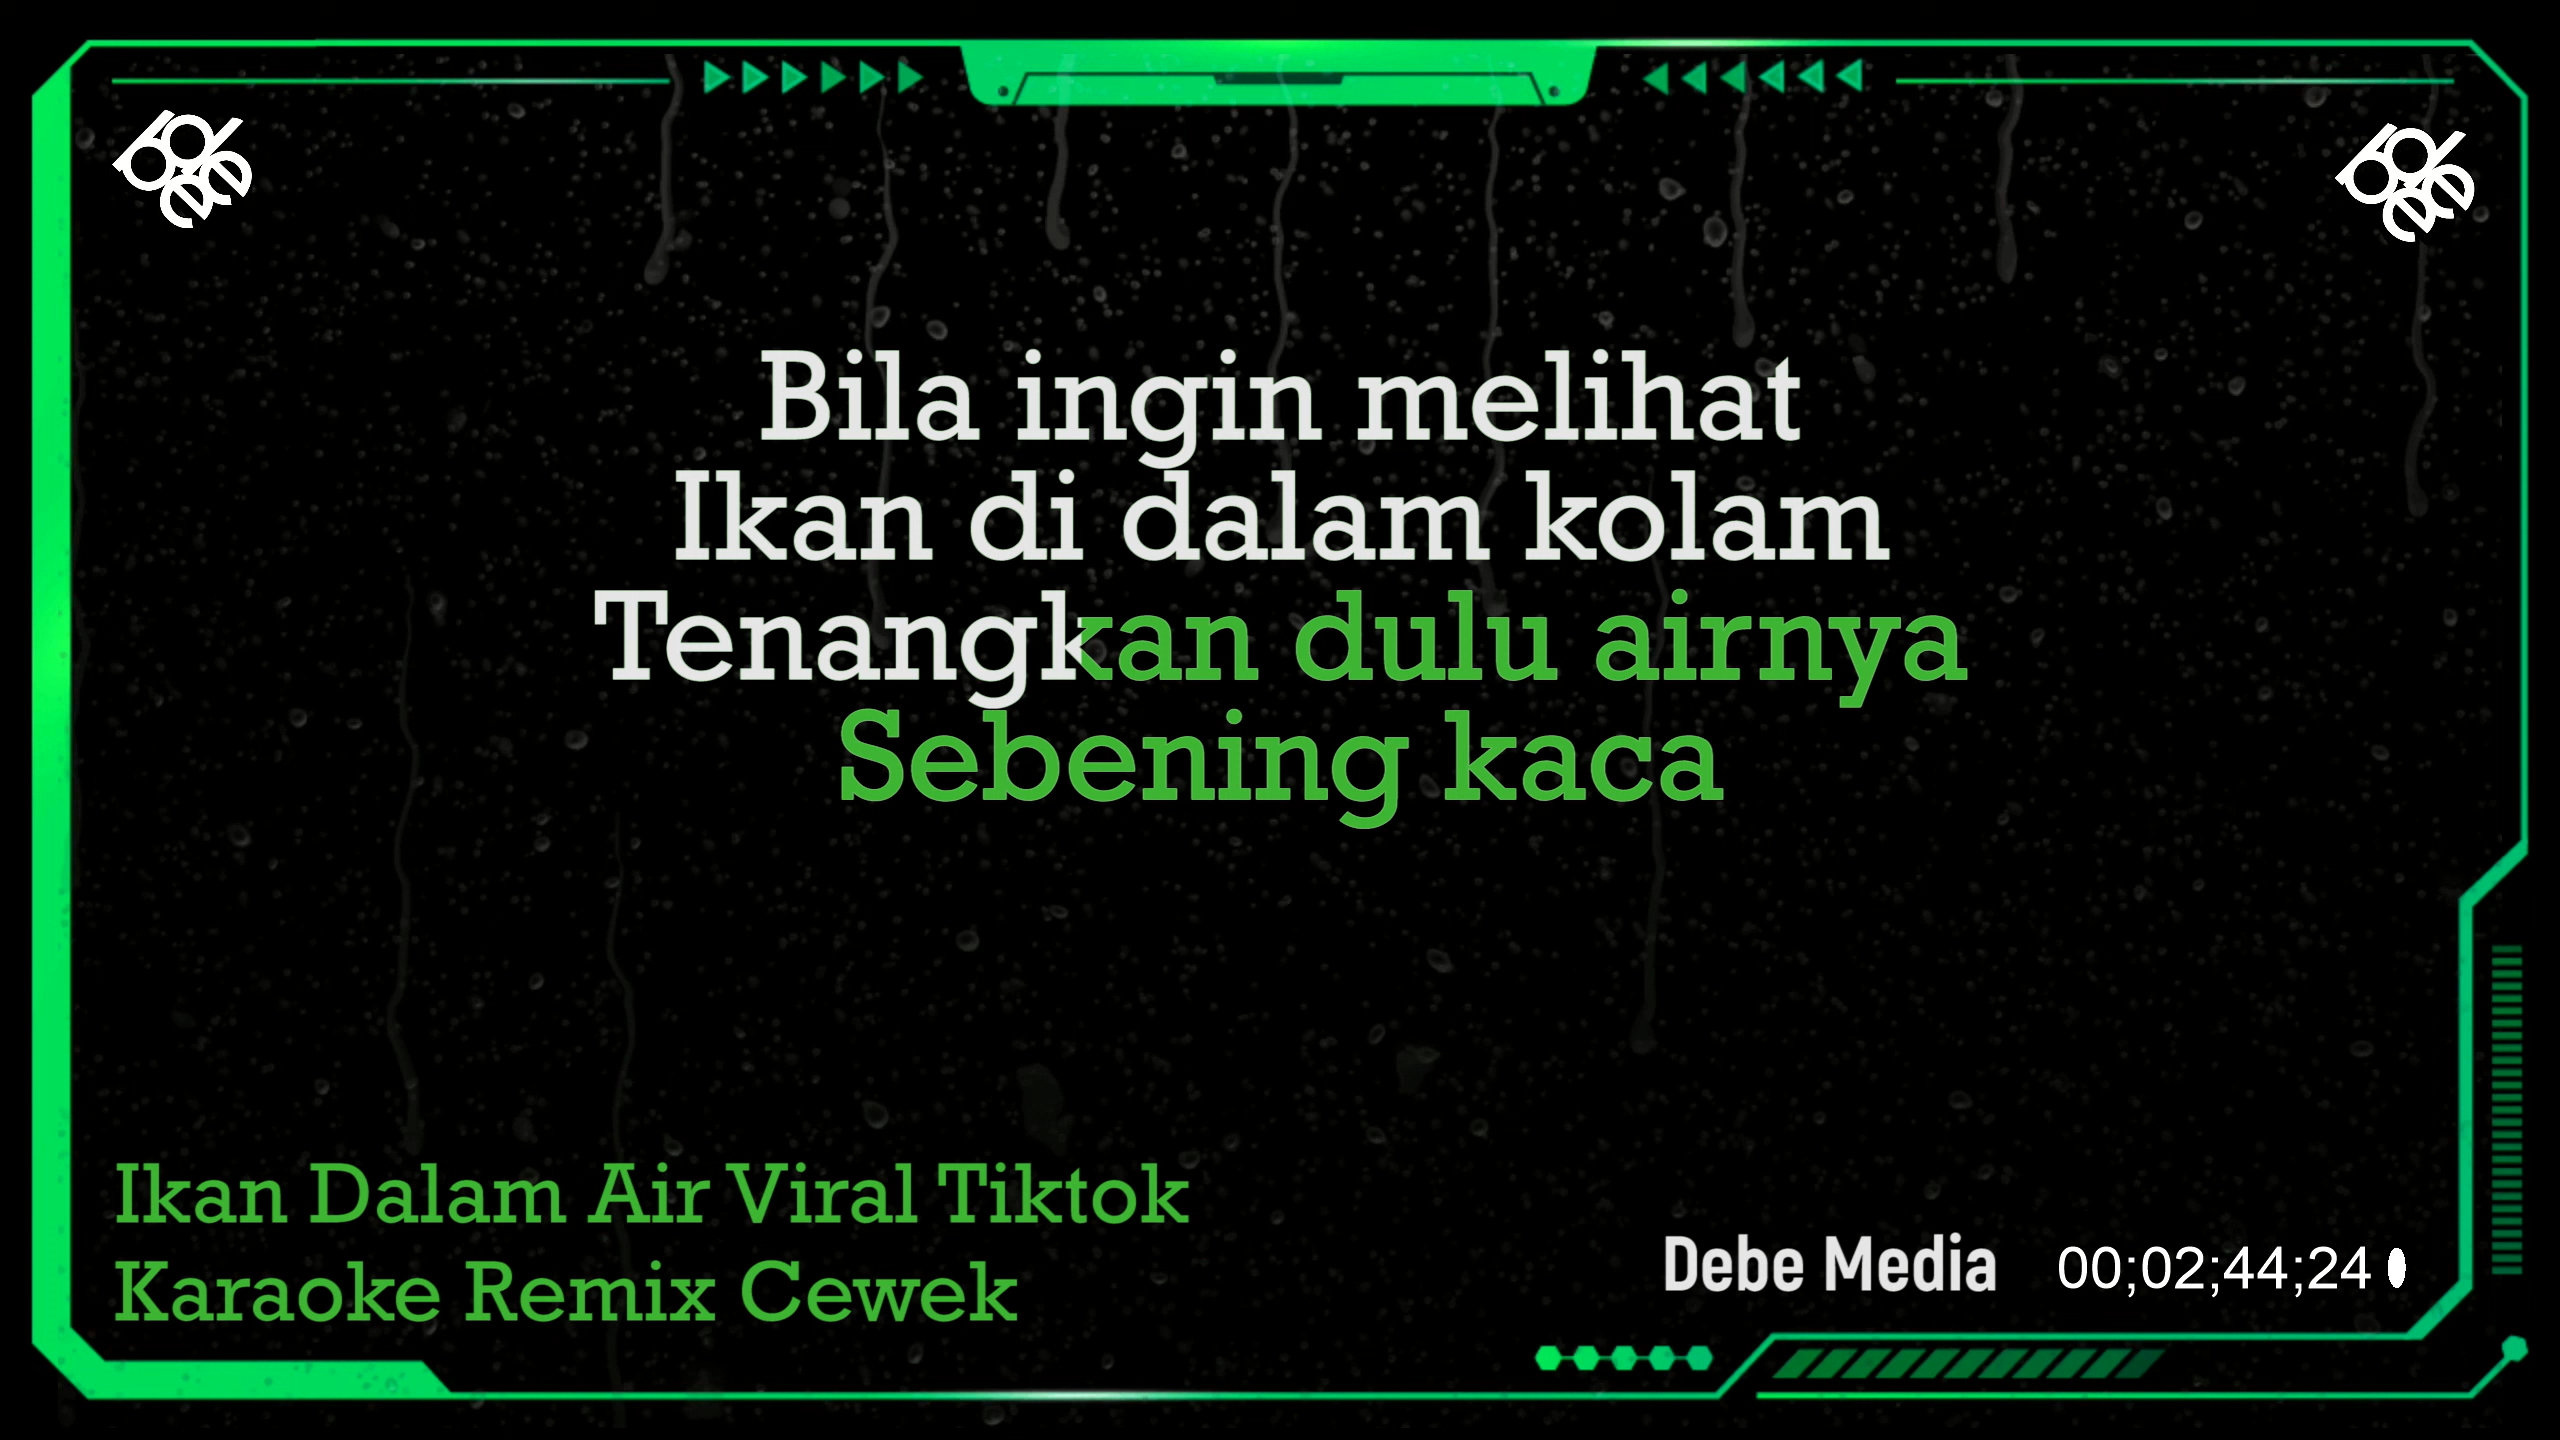 Bila ingin melihat
Ikan di dalam kolam
Tenangkan dulu airnya
Sebening kaca
Ikan Dalam Air Viral Tiktok
Karaoke Remix Cewek
Debe Media
00;02;44;24